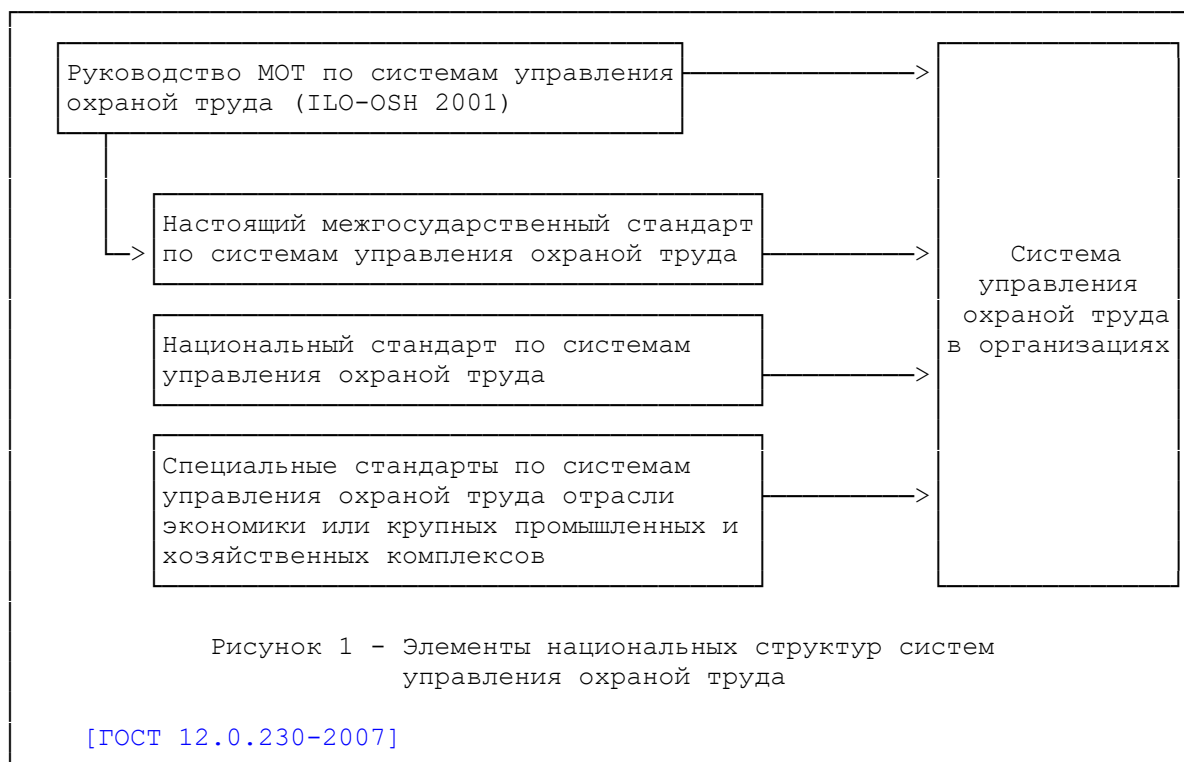 Руководство МОТ по системам управления
охраной труда (ILO-OSH 2001)
Настоящий межгосударственный стандарт
по системам управления охраной труда
Национальный стандарт по системам
управления охраной труда
Специальные стандарты по системам
управления охраной труда отрасли
экономики или крупных промышленных и
хозяйственных комплексов
Система
управления
охраной труда
в организациях
Рисунок 1 - Элементы национальных структур систем
управления охраной труда
[ГОСТ 12.0.230-2007]